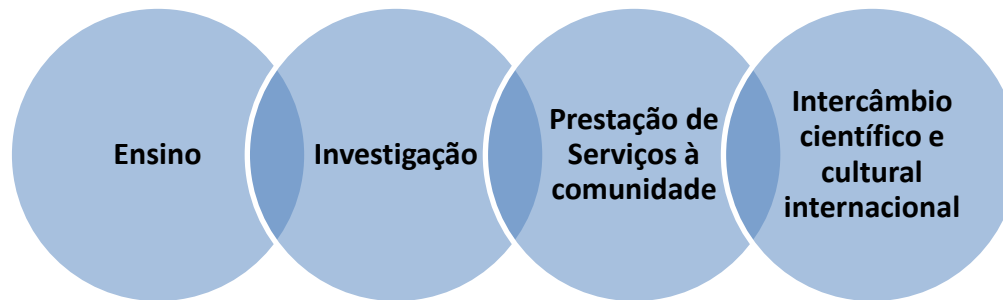 Ensino
Investigação
Prestação de
Serviços à
comunidade
Intercâmbio
científico e
cultural
internacional